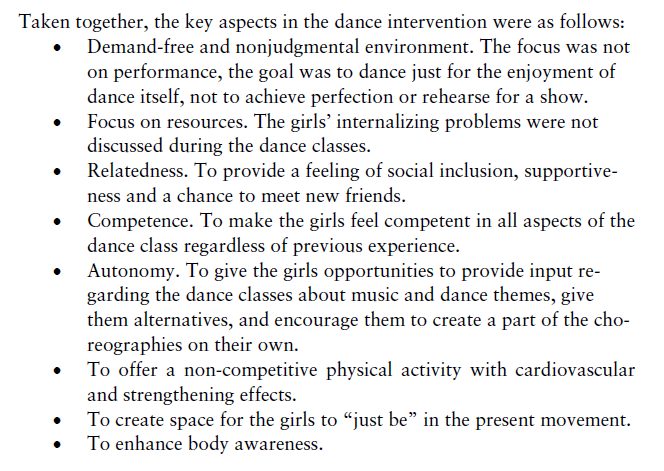 Taken together, the key aspects in the dance intervention were as follows:
• Demand-free and nonjudgmental environment. The focus was not
on performance, the goal was to dance just for the enjoyment of
dance itself, not to achieve perfection or rehearse for a show.
• Focus on resources. The girls’ internalizing problems were not
discussed during the dance classes.
• Relatedness. To provide a feeling of social inclusion, supportive-
ness and a chance to meet new friends.
• Competence. To make the girls feel competent in all aspects of the
dance class regardless of previous experience.
• Autonomy. To give the girls opportunities to provide input re-
garding the dance classes about music and dance themes, give
them alternatives, and encourage them to create a part of the cho-
reographies on their own.
• To offer a non-competitive physical activity with cardiovascular
and strengthening effects.
• To create space for the girls to “just be” in the present movement.
• To enhance body awareness.